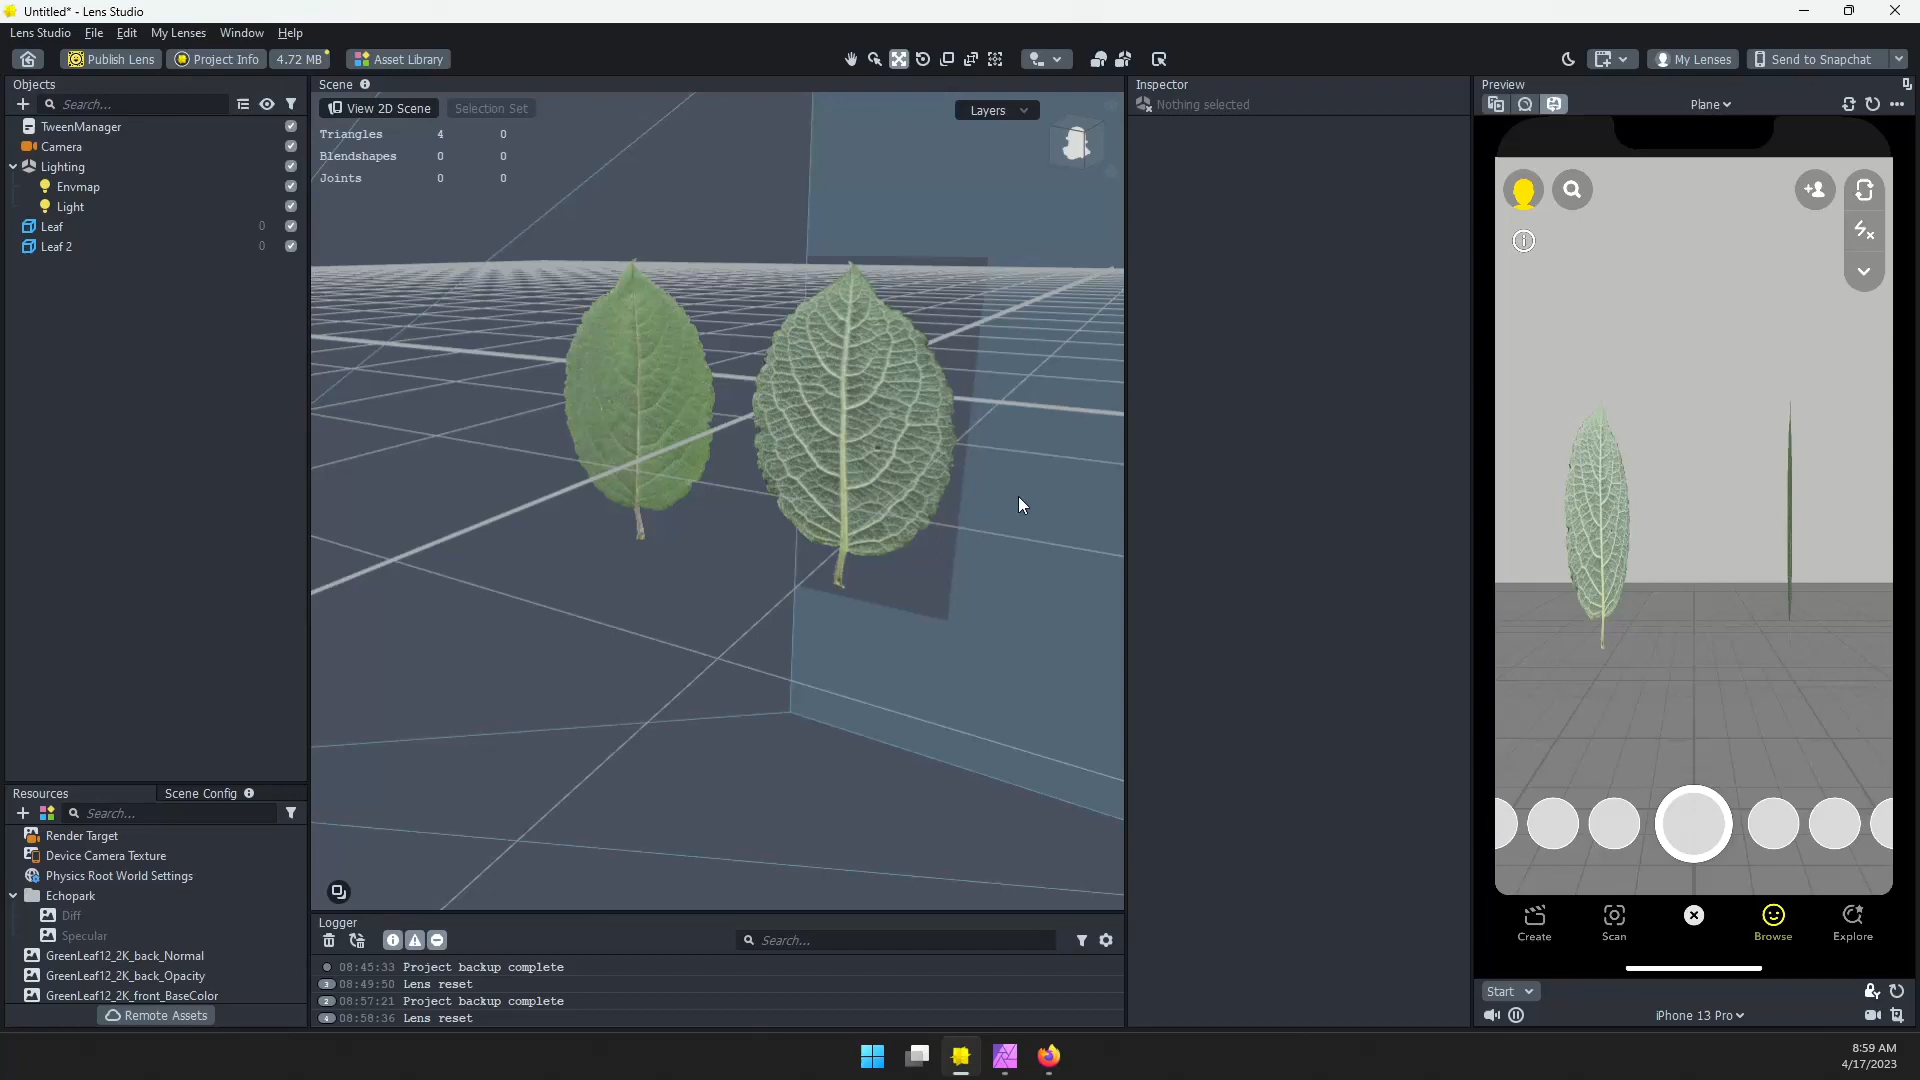 Untitled* - Lens Studio
Lens Studio File Edit My Lenses Window Help
Publish Lens Project Info 4.72 MB Asset Library My Lenses Send to Snapchat
Objects
Search...
TweenManager
Camera
Lighting
Envmap
Light
Leaf 0
Leaf 2 0
Resources Scene Config
Search...
Render Target
Device Camera Texture
Physics Root World Settings
Echopark
Diff
Specular
GreenLeaf12_2K_back_Normal
GreenLeaf12_2K_back_Opacity
GreenLeaf12_2K_front_BaseColor
Remote Assets
Scene
View 2D Scene Selection Set Layers
Triangles 4 0
Blendshapes 0 0
Joints 0 0
Logger
Search...
08:45:33 Project backup complete
3 08:49:50 Lens reset
2 08:57:21 Project backup complete
4 08:58:36 Lens reset
Inspector
Nothing selected
Preview
Plane
Create Scan Browse Explore
Start
iPhone 13 Pro
8:59 AM
4/17/2023